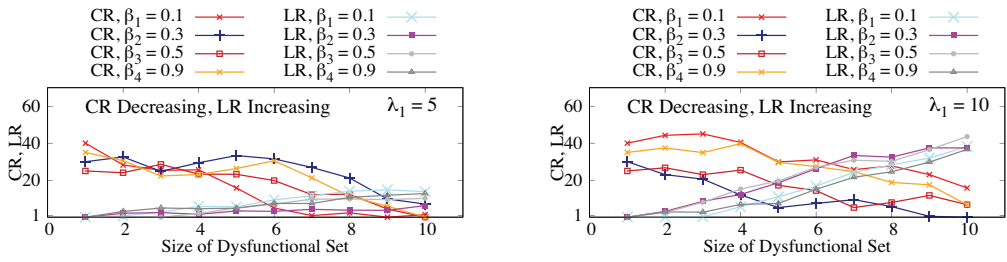 CR, β1 = 0.1 LR, β1 = 0.1
CR, β2 = 0.3 LR, β2 = 0.3
CR, β3 = 0.5 LR, β3 = 0.5
CR, β4 = 0.9 LR, β4 = 0.9
CR Decreasing, LR Increasing λ1 = 5
CR, LR
60
40
20
1
0 2 4 6 8 10
Size of Dysfunctional Set
CR, β1 = 0.1 LR, β1 = 0.1
CR, β2 = 0.3 LR, β2 = 0.3
CR, β3 = 0.5 LR, β3 = 0.5
CR, β4 = 0.9 LR, β4 = 0.9
CR Decreasing, LR Increasing λ1 = 10
CR, LR
60
40
20
1
0 2 4 6 8 10
Size of Dysfunctional Set